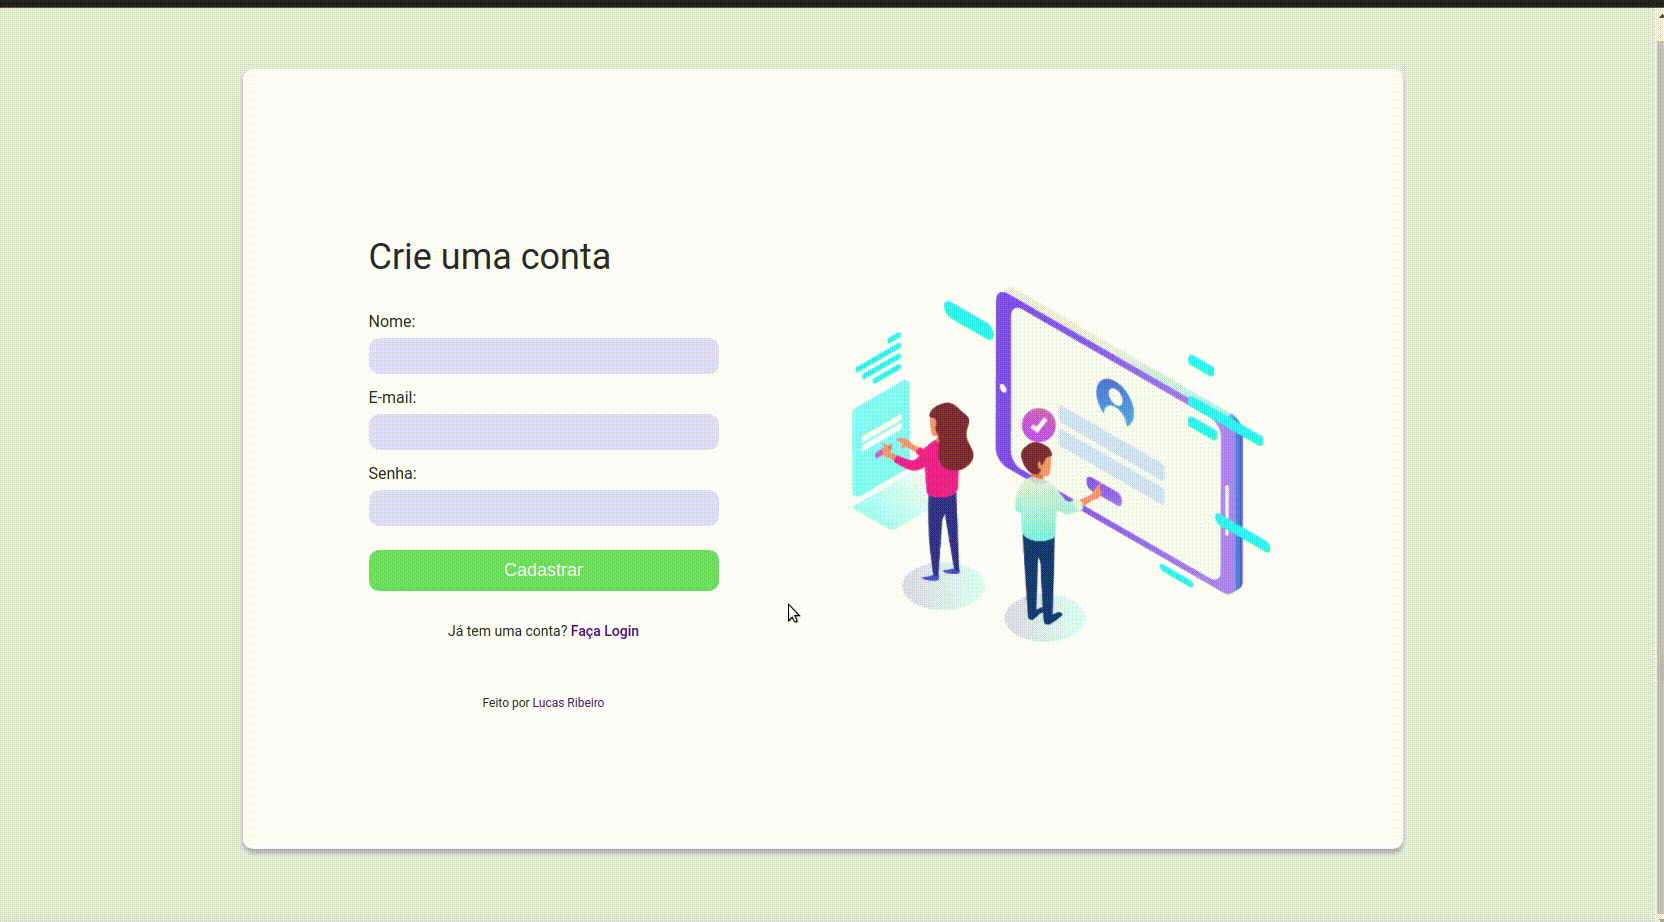 Crie uma conta
Nome:
E-mail:
Senha:
Cadastrar
Já tem uma conta? Faça Login
Feito por Lucas Ribeiro